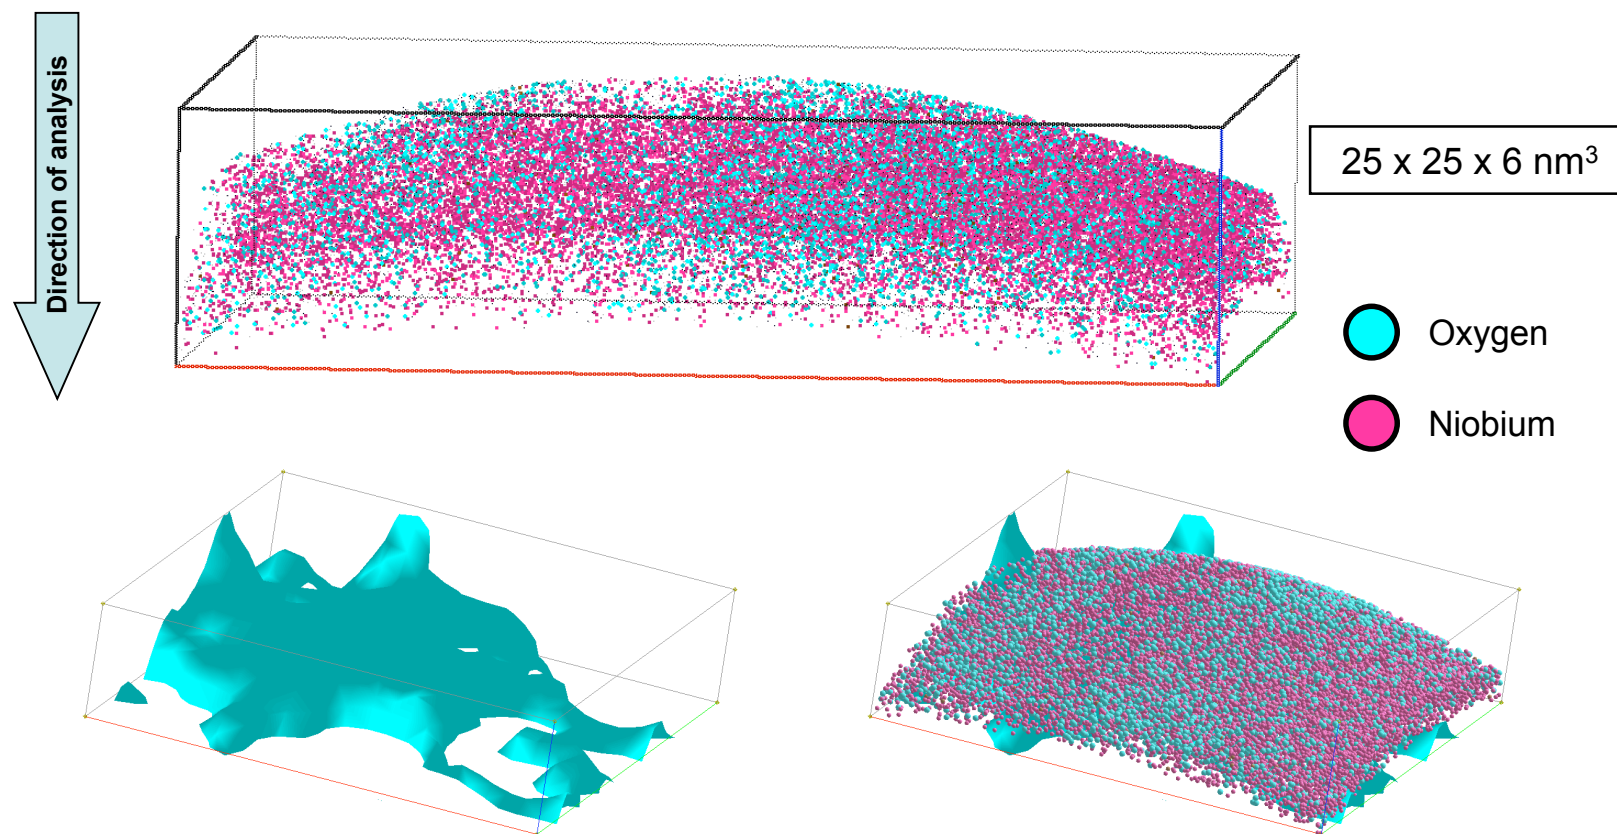 Direction of analysis
25 x 25 x 6 nm³
Oxygen
Niobium